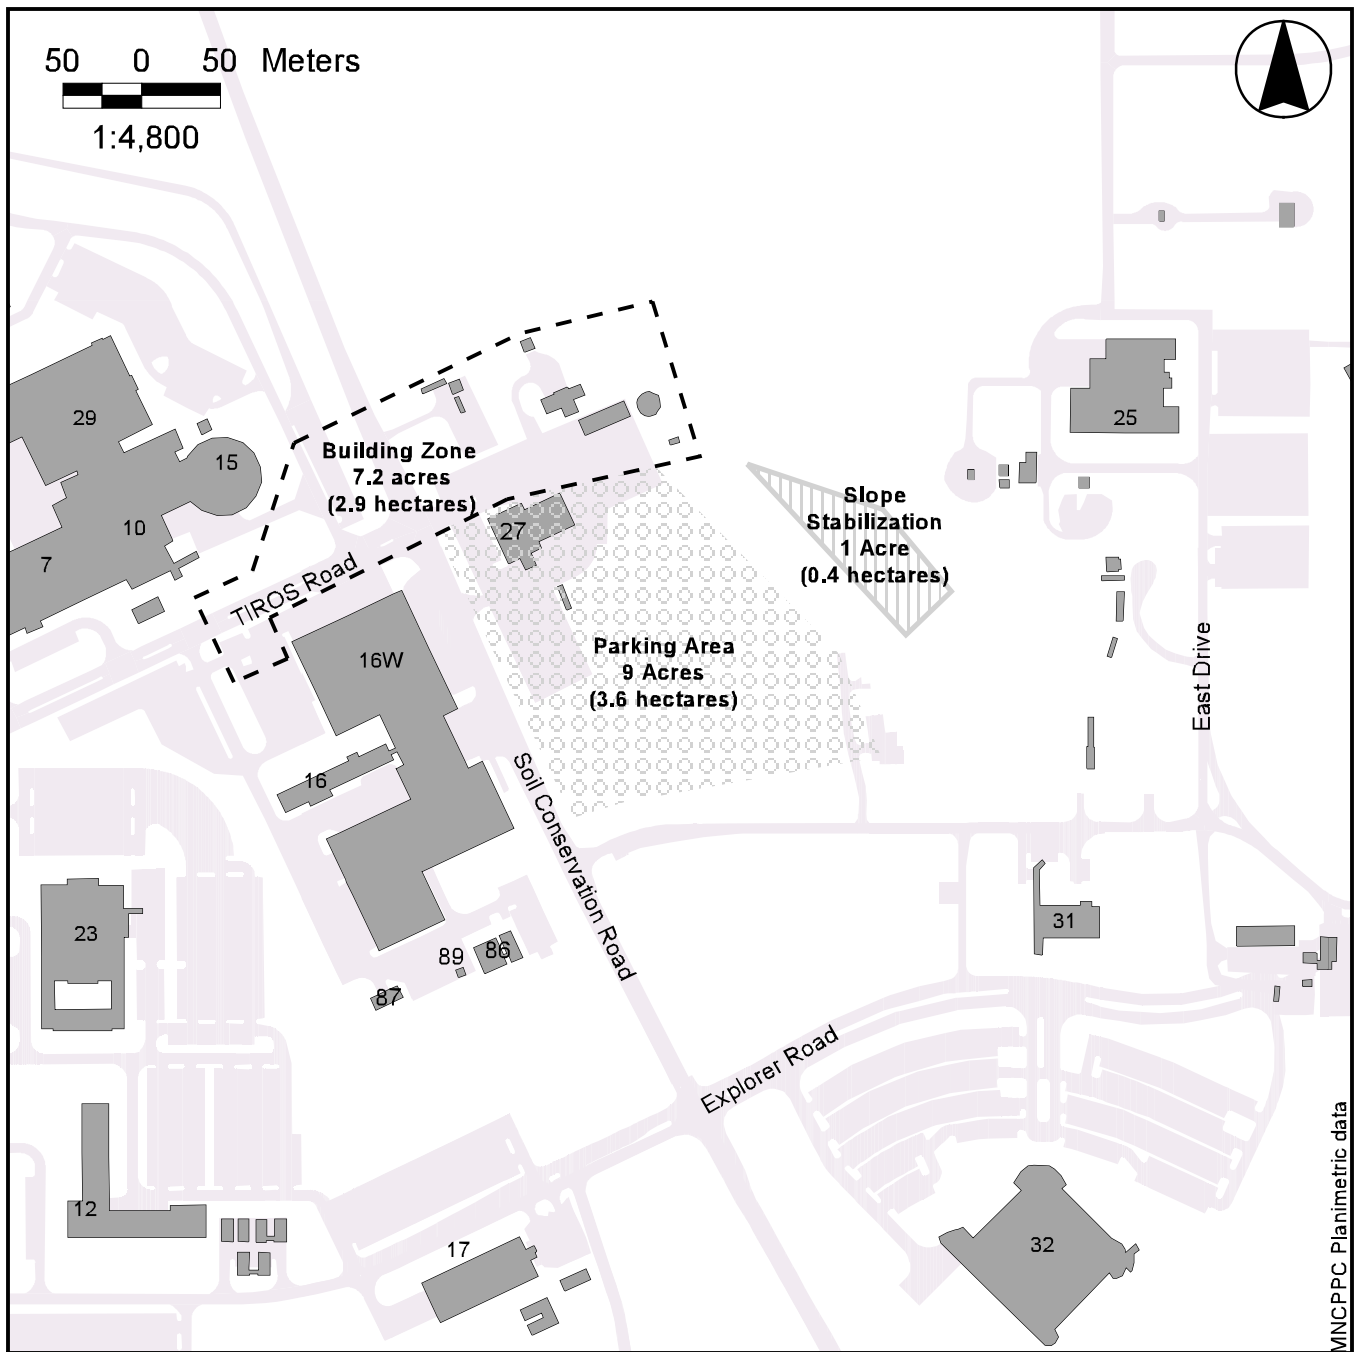 50 0 50 Meters
1:4,800
29
15
10
7
Building Zone
7.2 acres
(2.9 hectares)
25
Slope
Stabilization
1 Acre
(0.4 hectares)
27
TIROS Road
16W
Parking Area
9 Acres
(3.6 hectares)
East Drive
16
Soil Conservation Road
23
89
86
87
31
Explorer Road
12
17
32
MNCPPC Planimetric data